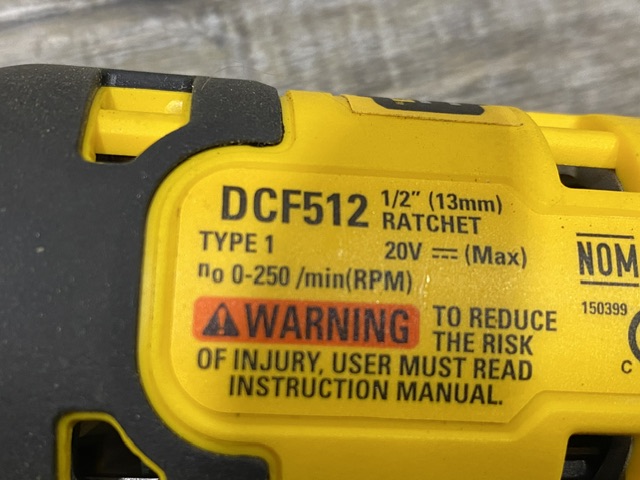 DCF512 1/2" (13mm)
RATCHET
TYPE 1 20V ⎓ (Max)
no 0-250 /min(RPM)
⚠WARNING TO REDUCE
THE RISK
OF INJURY, USER MUST READ
INSTRUCTION MANUAL.
NOM
150399
C